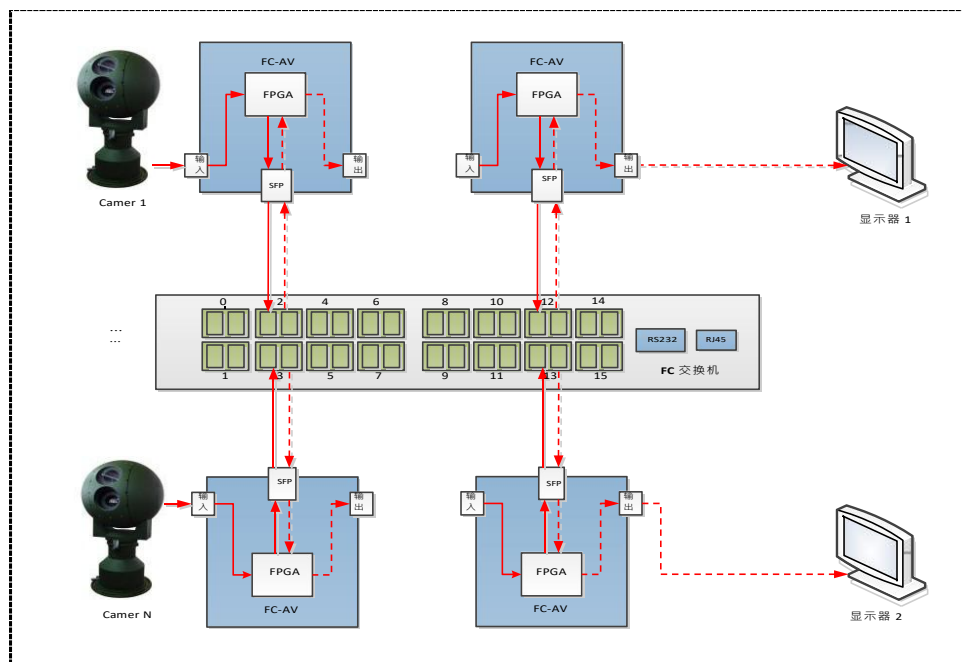 FC-AV
FC-AV
FPGA
FPGA
输入
输出
输入
输出
SFP
SFP
Camer 1
显示器 1
0 2 4 6 8 10 12 14
...
...
RS232 RJ45
1 3 5 7 9 11 13 15
FC 交换机
SFP
SFP
输入
输出
输入
输出
FPGA
FPGA
FC-AV
FC-AV
Camer N
显示器 2